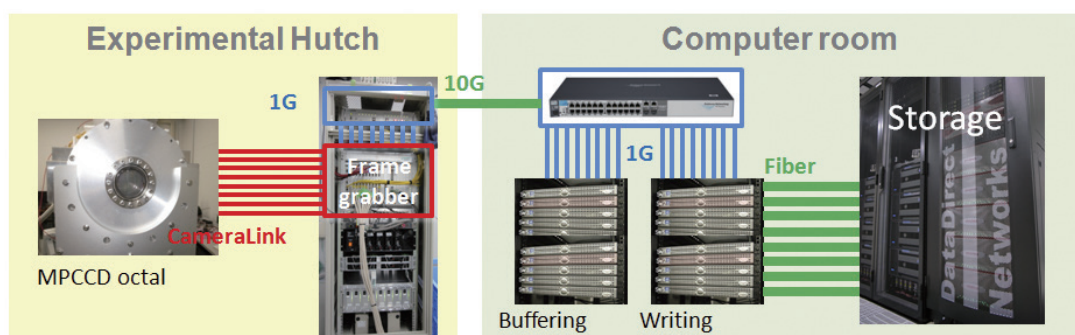 Experimental Hutch
Computer room
1G
10G
Frame
grabber
CameraLink
MPCCD octal
1G
Fiber
Storage
DataDirect
Networks
Buffering
Writing